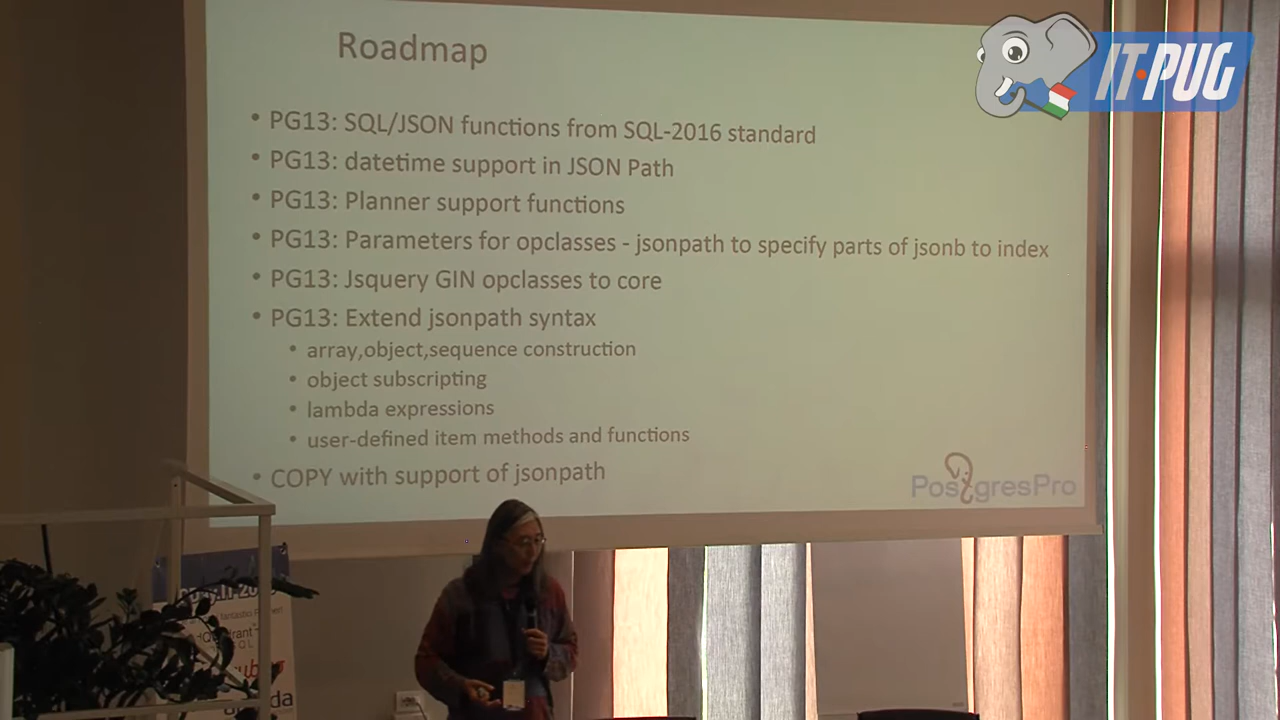 Roadmap
IT·PUG
• PG13: SQL/JSON functions from SQL-2016 standard
• PG13: datetime support in JSON Path
• PG13: Planner support functions
• PG13: Parameters for opclasses - jsonpath to specify parts of jsonb to index
• PG13: Jsquery GIN opclasses to core
• PG13: Extend jsonpath syntax
• array,object,sequence construction
• object subscripting
• lambda expressions
• user-defined item methods and functions
• COPY with support of jsonpath
PostgresPro